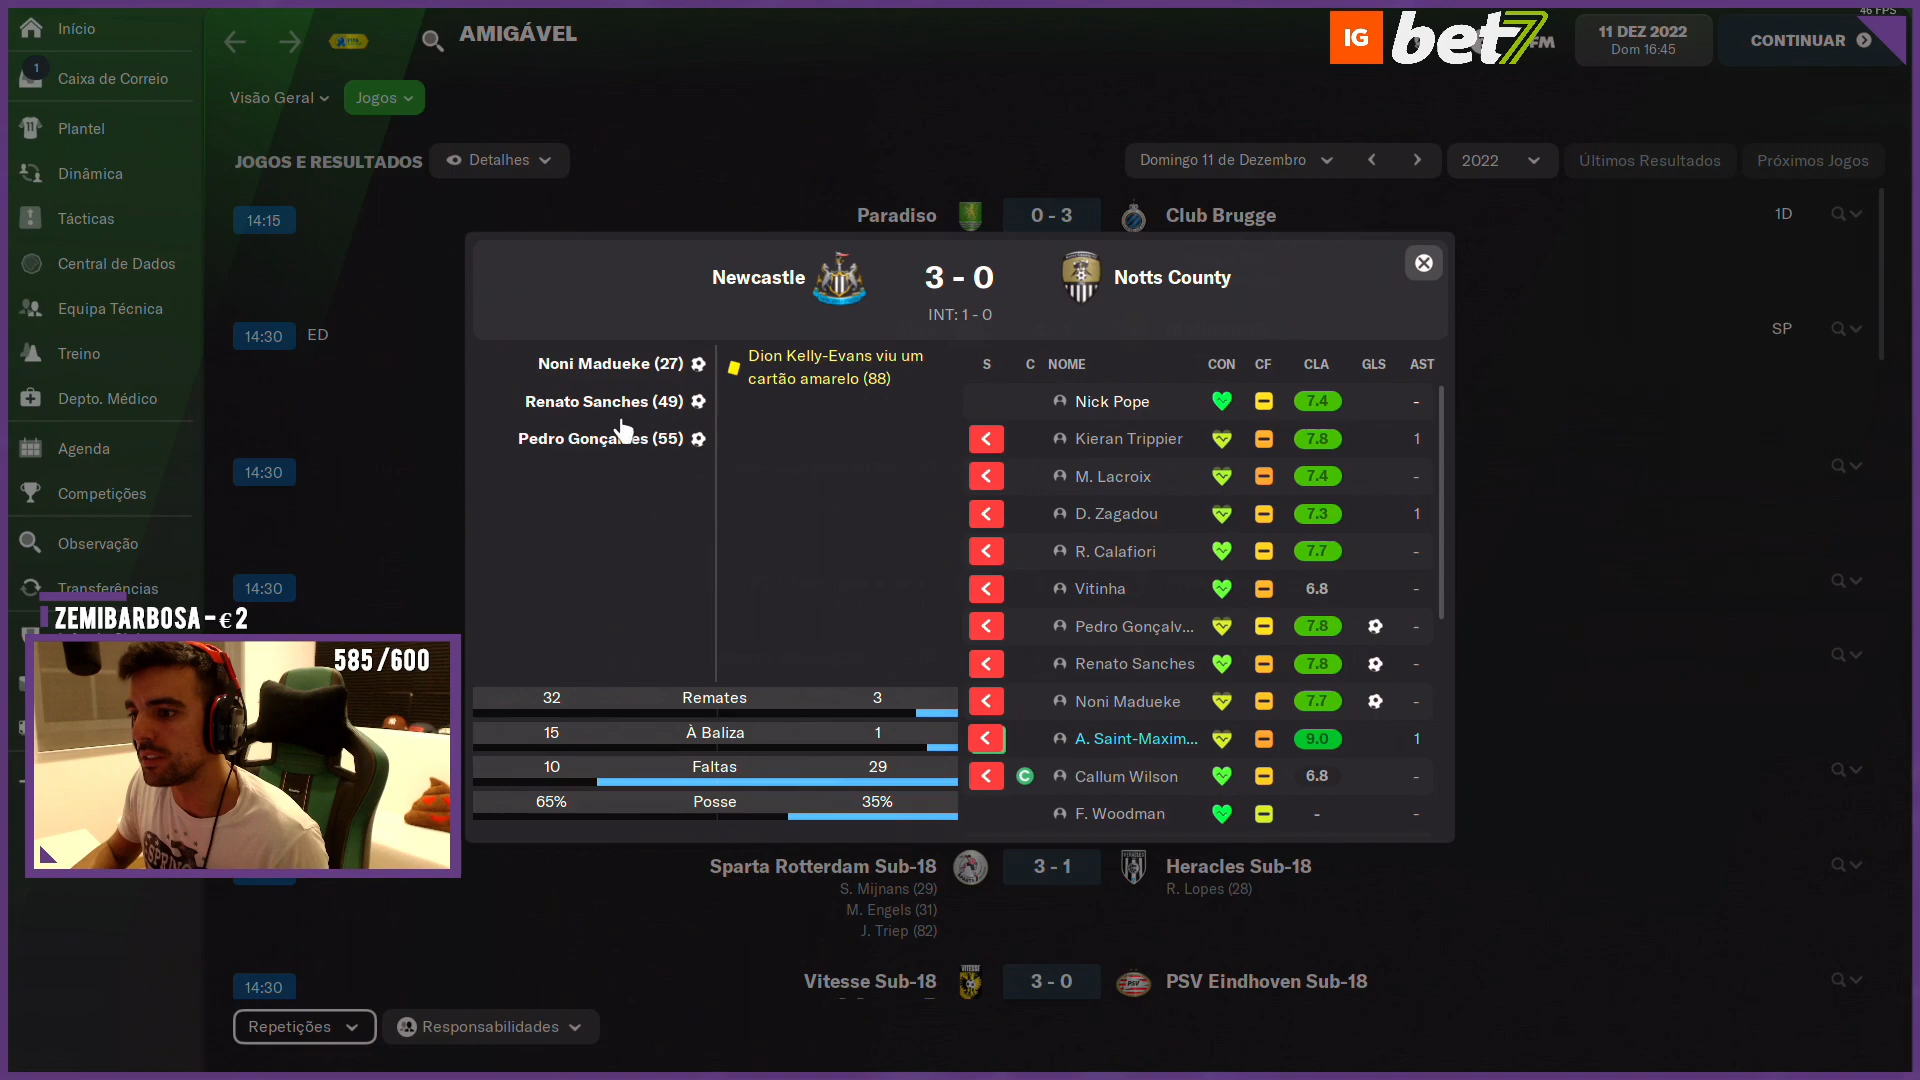 46 FPS
Início
AMIGÁVEL
IG
bet7
FM
11 DEZ 2022
Dom 16:45
CONTINUAR
1
Caixa de Correio
Visão Geral
Jogos
Plantel
JOGOS E RESULTADOS
Detalhes
Domingo 11 de Dezembro
2022
Últimos Resultados
Próximos Jogos
Dinâmica
Tácticas
14:15
Paradiso
0 - 3
Club Brugge
1D
Central de Dados
Newcastle
3 - 0
Notts County
INT: 1 - 0
Equipa Técnica
14:30
ED
SP
Treino
Noni Madueke (27)
Renato Sanches (49)
Pedro Gonçalves (55)
Dion Kelly-Evans viu um
cartão amarelo (88)
S C NOME CON CF CLA GLS AST
Nick Pope 7.4 -
Kieran Trippier 7.8 1
M. Lacroix 7.4 -
D. Zagadou 7.3 1
R. Calafiori 7.7 -
Vitinha 6.8 -
Pedro Gonçalv... 7.8 -
Renato Sanches 7.8 -
Noni Madueke 7.7 -
A. Saint-Maxim... 9.0 1
C Callum Wilson 6.8 -
F. Woodman - -
32 Remates 3
15 À Baliza 1
10 Faltas 29
65% Posse 35%
Depto. Médico
Agenda
14:30
Competições
Observação
Transferências
14:30
ZEMIBARBOSA - € 2
585 /600
Sparta Rotterdam Sub-18
3 - 1
Heracles Sub-18
S. Mijnans (29)
M. Engels (31)
J. Triep (82)
R. Lopes (28)
14:30
Vitesse Sub-18
3 - 0
PSV Eindhoven Sub-18
Repetições
Responsabilidades